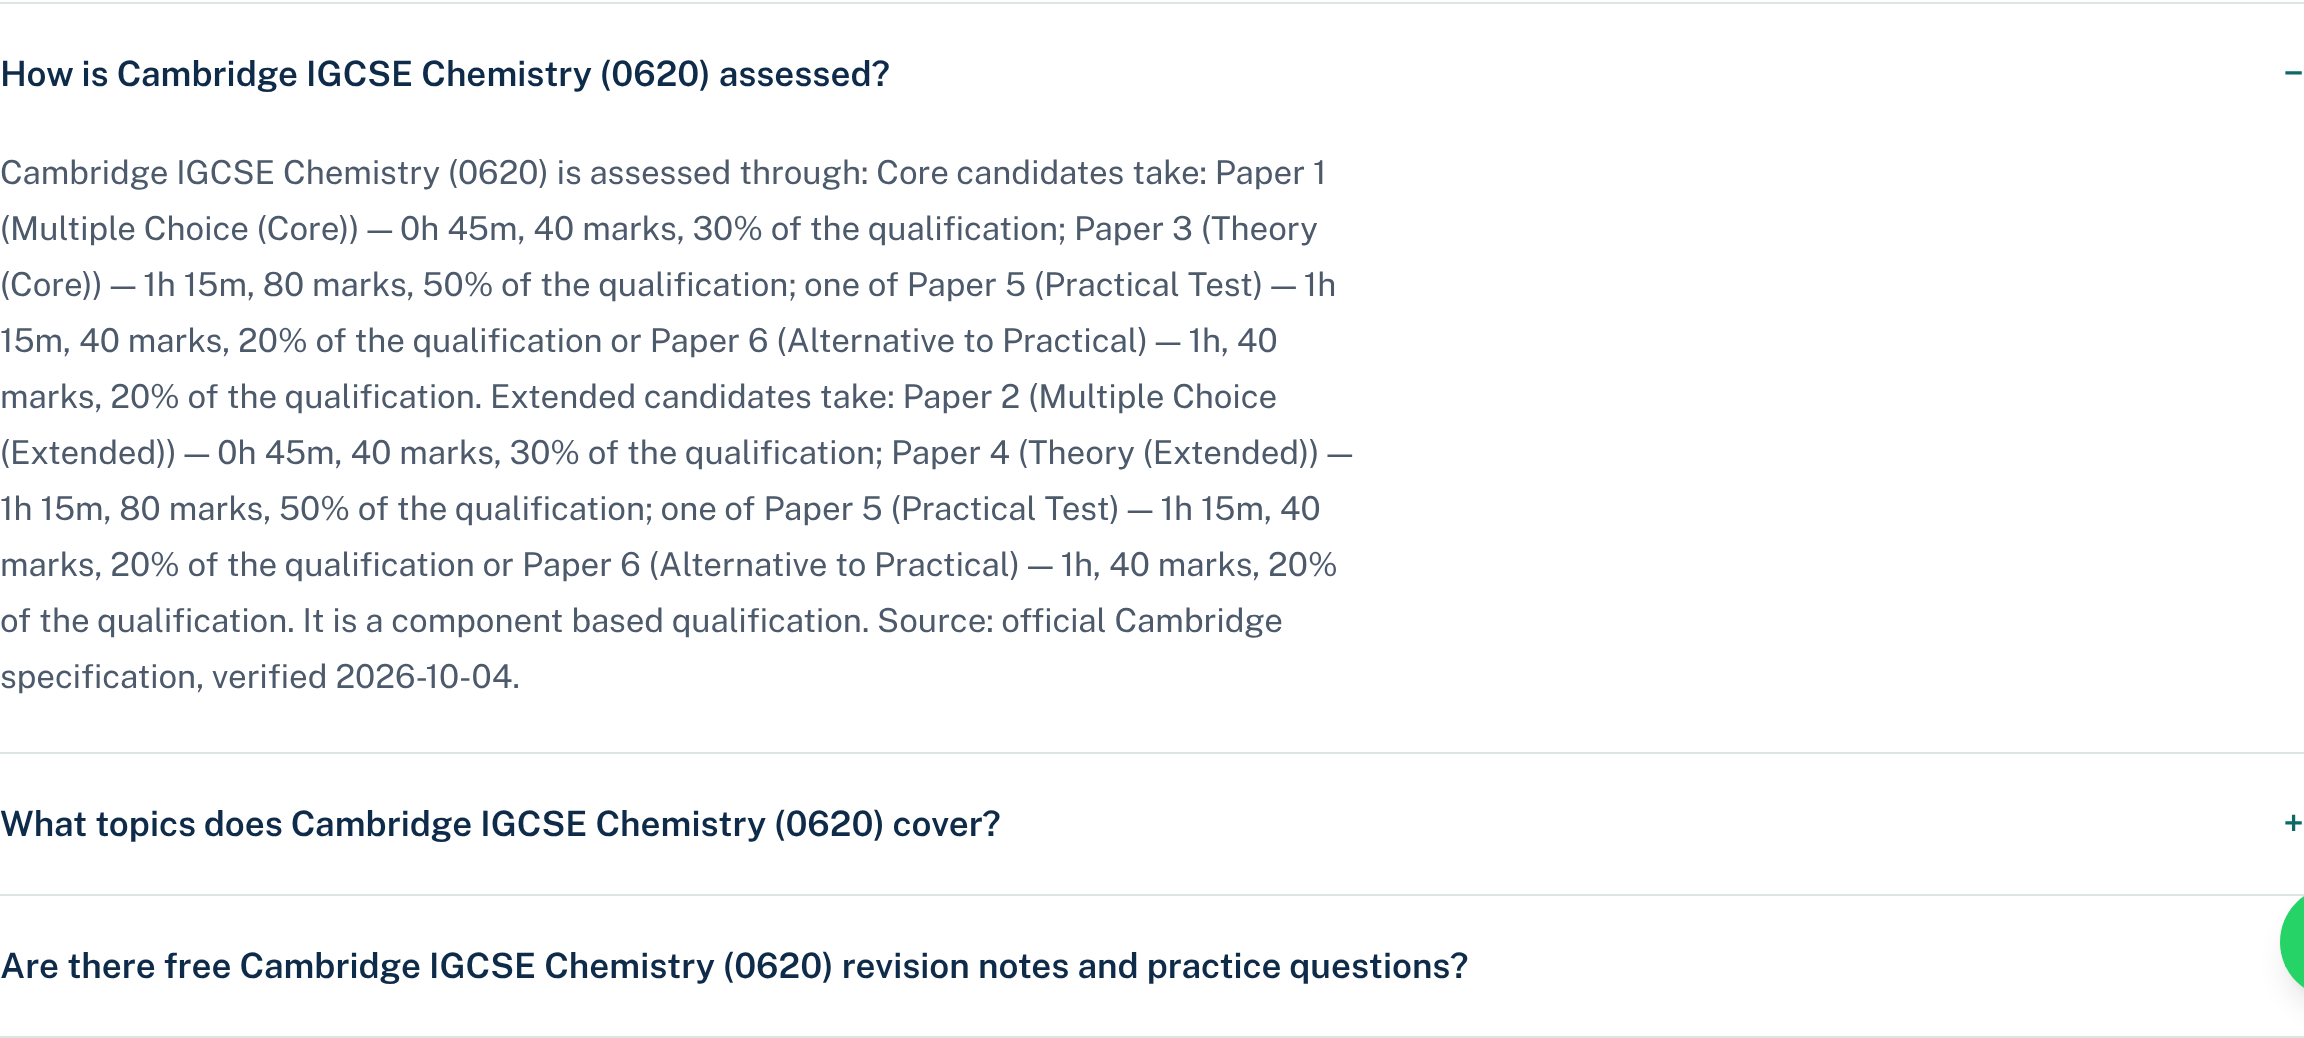 How is Cambridge IGCSE Chemistry (0620) assessed?
−
Cambridge IGCSE Chemistry (0620) is assessed through: Core candidates take: Paper 1
(Multiple Choice (Core)) — 0h 45m, 40 marks, 30% of the qualification; Paper 3 (Theory
(Core)) — 1h 15m, 80 marks, 50% of the qualification; one of Paper 5 (Practical Test) — 1h
15m, 40 marks, 20% of the qualification or Paper 6 (Alternative to Practical) — 1h, 40
marks, 20% of the qualification. Extended candidates take: Paper 2 (Multiple Choice
(Extended)) — 0h 45m, 40 marks, 30% of the qualification; Paper 4 (Theory (Extended)) —
1h 15m, 80 marks, 50% of the qualification; one of Paper 5 (Practical Test) — 1h 15m, 40
marks, 20% of the qualification or Paper 6 (Alternative to Practical) — 1h, 40 marks, 20%
of the qualification. It is a component based qualification. Source: official Cambridge
specification, verified 2026-10-04.
What topics does Cambridge IGCSE Chemistry (0620) cover?
+
Are there free Cambridge IGCSE Chemistry (0620) revision notes and practice questions?